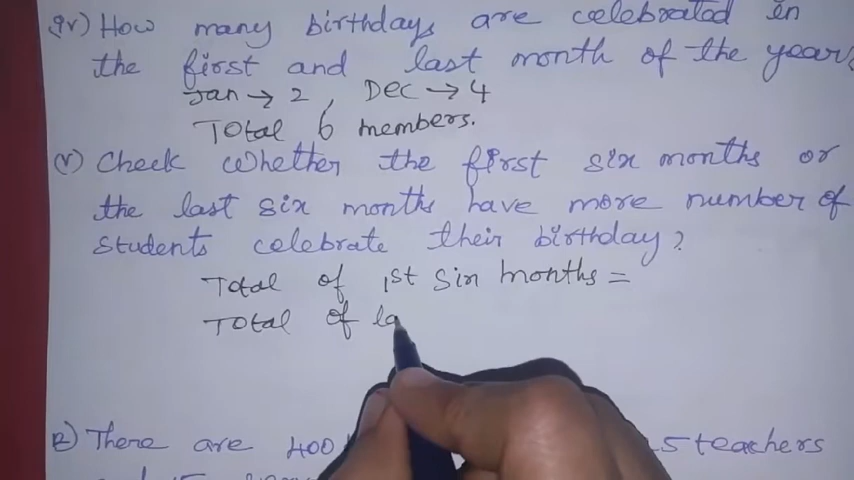 iv) How many birthdays are celebrated in
the first and last month of the year
Jan → 2 , Dec → 4
Total 6 members.
(v) Check whether the first six months or
the last six months have more number of
students celebrate their birthday?
Total of 1st Six months =
Total of la
2) There are 400 5 teachers